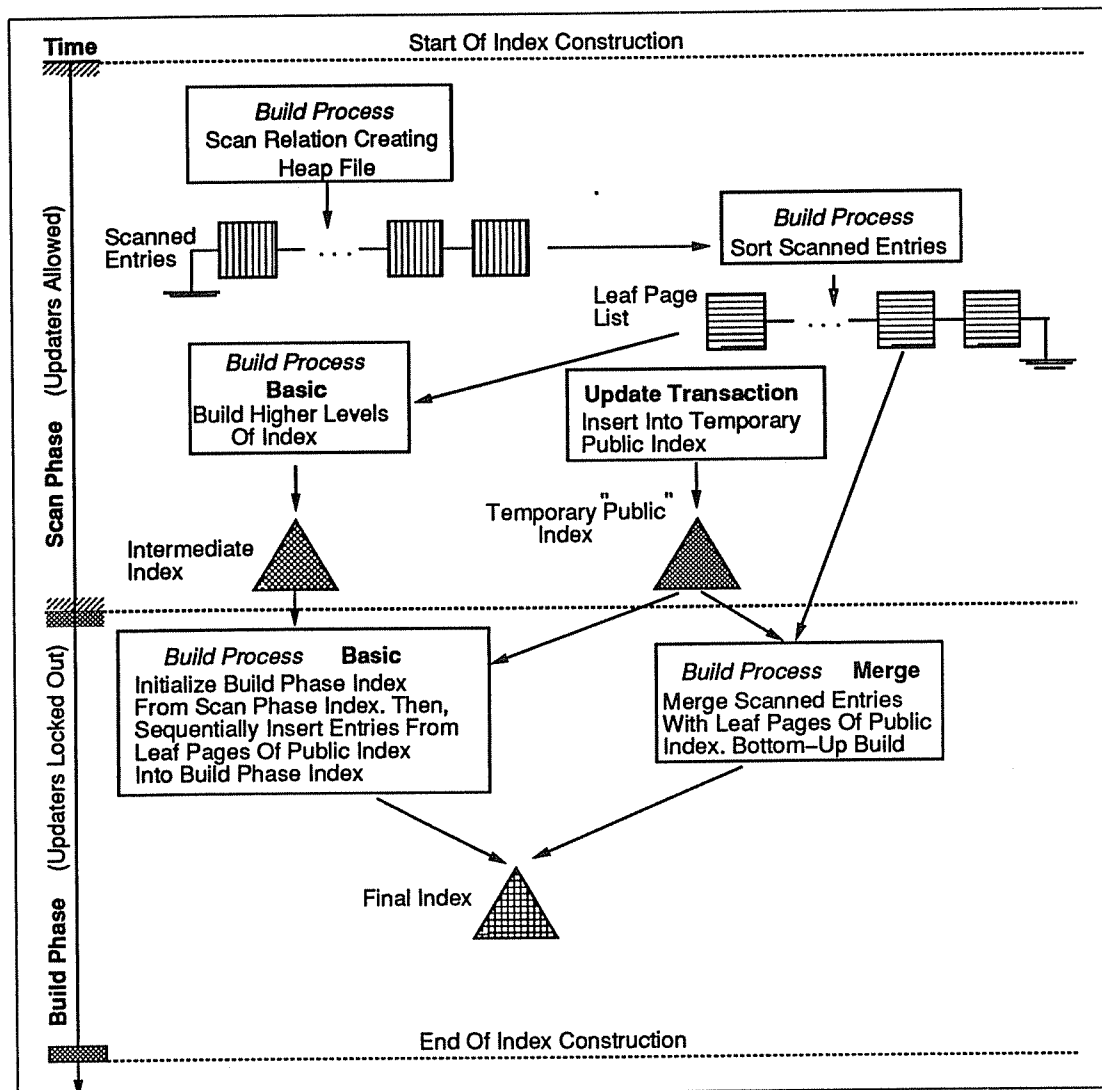 Time
Start Of Index Construction
Build Process
Scan Relation Creating
Heap File
Scanned
Entries
. . .
Build Process
Sort Scanned Entries
Leaf Page
List
. . .
Scan Phase (Updaters Allowed)
Build Process
Basic
Build Higher Levels
Of Index
Update Transaction
Insert Into Temporary
Public Index
Intermediate
Index
Temporary "Public"
Index
Build Process Basic
Initialize Build Phase Index
From Scan Phase Index. Then,
Sequentially Insert Entries From
Leaf Pages Of Public Index
Into Build Phase Index
Build Process Merge
Merge Scanned Entries
With Leaf Pages Of Public
Index. Bottom-Up Build
Build Phase (Updaters Locked Out)
Final Index
End Of Index Construction